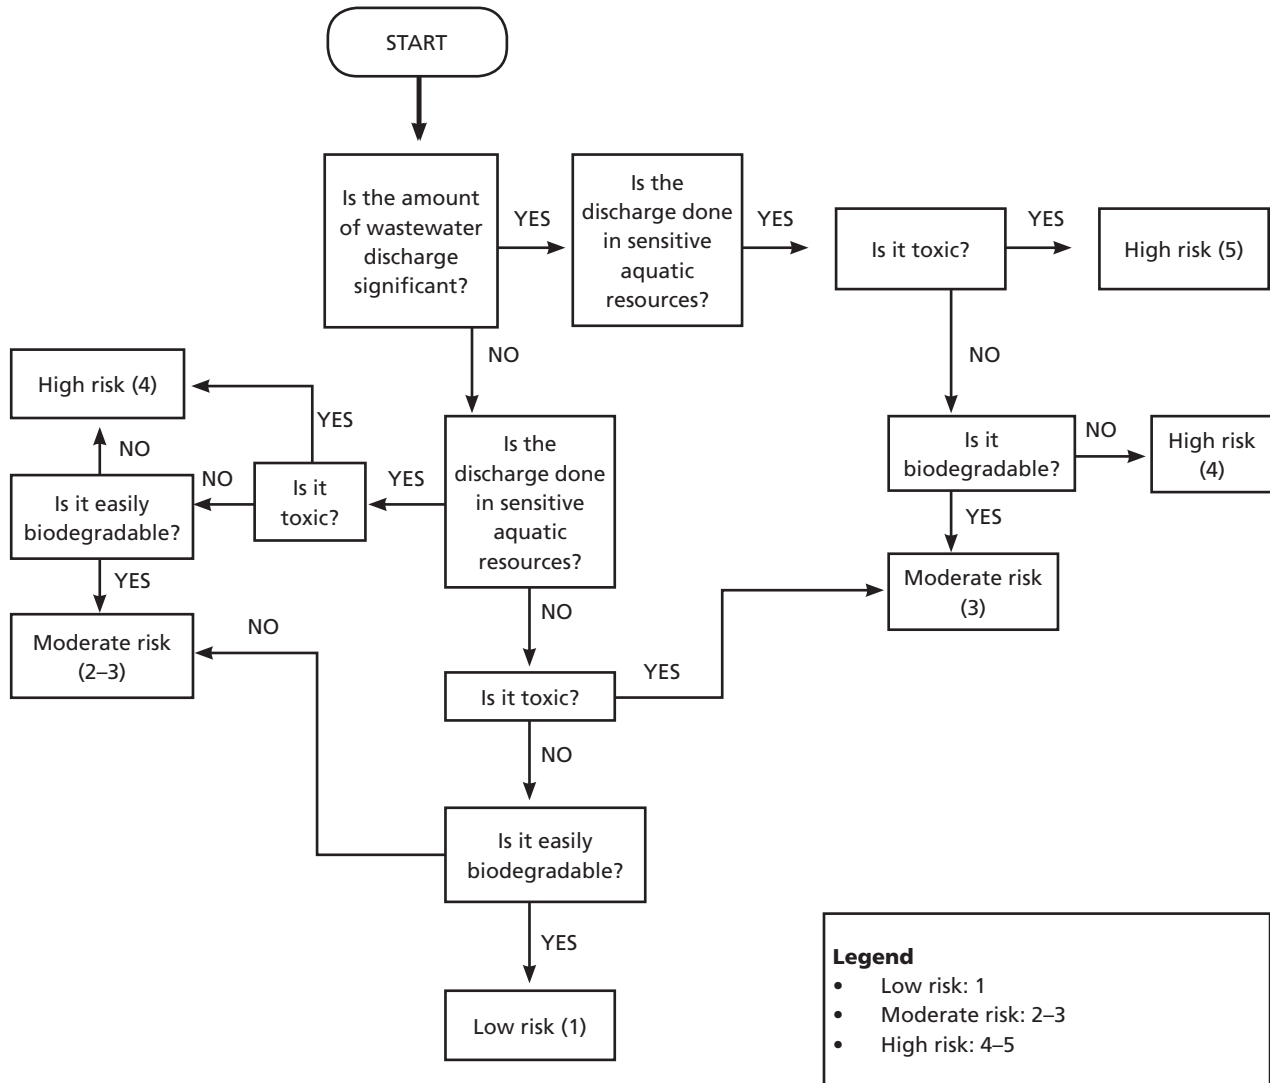 START
Is the amount
of wastewater
discharge
significant?
YES
Is the
discharge done
in sensitive
aquatic
resources?
YES
Is it toxic?
YES
High risk (5)
NO
NO
High risk (4)
YES
NO
Is it easily
biodegradable?
NO
Is it
toxic?
YES
Is the
discharge done
in sensitive
aquatic
resources?
Is it
biodegradable?
NO
High risk
(4)
YES
YES
Moderate risk
(2–3)
NO
NO
Moderate risk
(3)
Is it toxic?
YES
NO
Is it easily
biodegradable?
YES
Low risk (1)
Legend
• Low risk: 1
• Moderate risk: 2–3
• High risk: 4–5